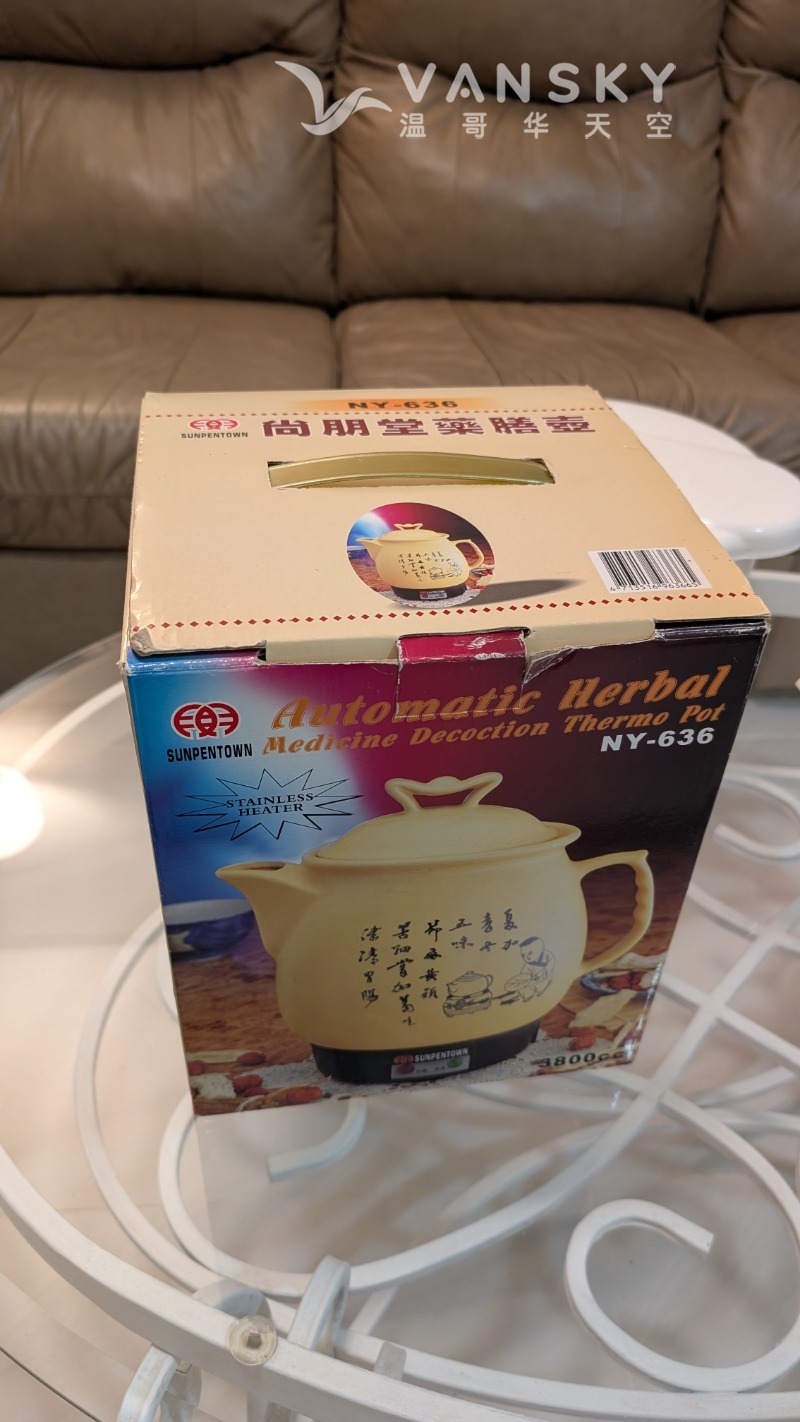 VANSKY
温哥华天空
NY-636
SUNPENTOWN
尚朋堂藥膳壺
Automatic Herbal
Medicine Decoction Thermo Pot
NY-636
SUNPENTOWN
STAINLESS
HEATER
SUNPENTOWN
3800cc